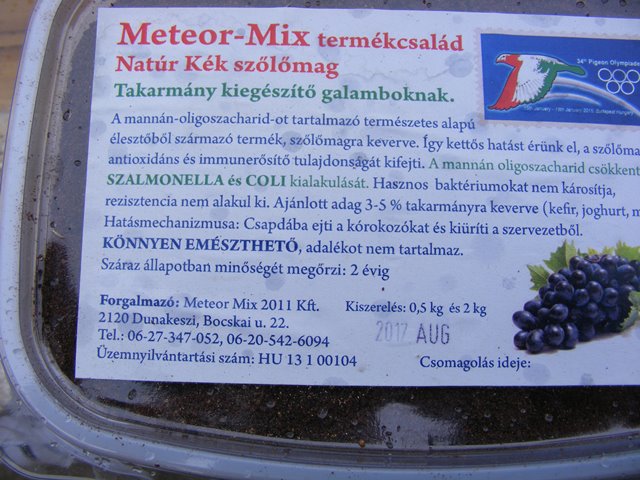 Meteor-Mix termékcsalád
Natúr Kék szőlőmag
Takarmány kiegészítő galamboknak.
34th Pigeon Olympiade
A mannán-oligoszacharid-ot tartalmazó természetes alapú
élesztőből származó termék, szőlőmagra keverve. Így kettős hatást érünk el, a szőlőma
antioxidáns és immunerősítő tulajdonságát kifejti. A mannán oligoszacharid csökkent
SZALMONELLA és COLI kialakulását. Hasznos baktériumokat nem károsítja,
rezisztencia nem alakul ki. Ajánlott adag 3-5 % takarmányra keverve (kefir, joghurt, m
Hatásmechanizmusa: Csapdába ejti a kórokozókat és kiüríti a szervezetből.
KÖNNYEN EMÉSZTHETŐ, adalékot nem tartalmaz.
Száraz állapotban minőségét megőrzi: 2 évig
Forgalmazó: Meteor Mix 2011 Kft. Kiszerelés: 0,5 kg és 2 kg
2120 Dunakeszi, Bocskai u. 22.
2017 AUG
Tel.: 06-27-347-052, 06-20-542-6094
Üzemnyilvántartási szám: HU 13 1 00104 Csomagolás ideje: